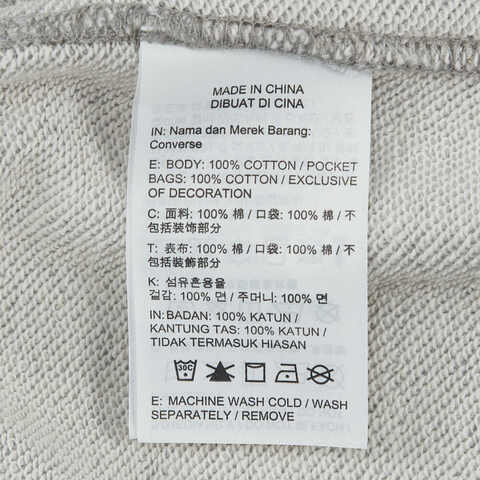 MADE IN CHINA
DIBUAT DI CINA
IN: Nama dan Merek Barang:
Converse
E: BODY: 100% COTTON / POCKET
BAGS: 100% COTTON / EXCLUSIVE
OF DECORATION
C: 面料: 100% 棉 / 口袋: 100% 棉 / 不
包括装饰部分
T: 表布: 100% 棉 / 口袋: 100% 棉 / 不
包括裝飾部分
K: 섬유혼용율
겉감: 100% 면 / 주머니: 100% 면
IN: BADAN: 100% KATUN /
KANTUNG TAS: 100% KATUN /
TIDAK TERMASUK HIASAN
30C
E: MACHINE WASH COLD / WASH
SEPARATELY / REMOVE